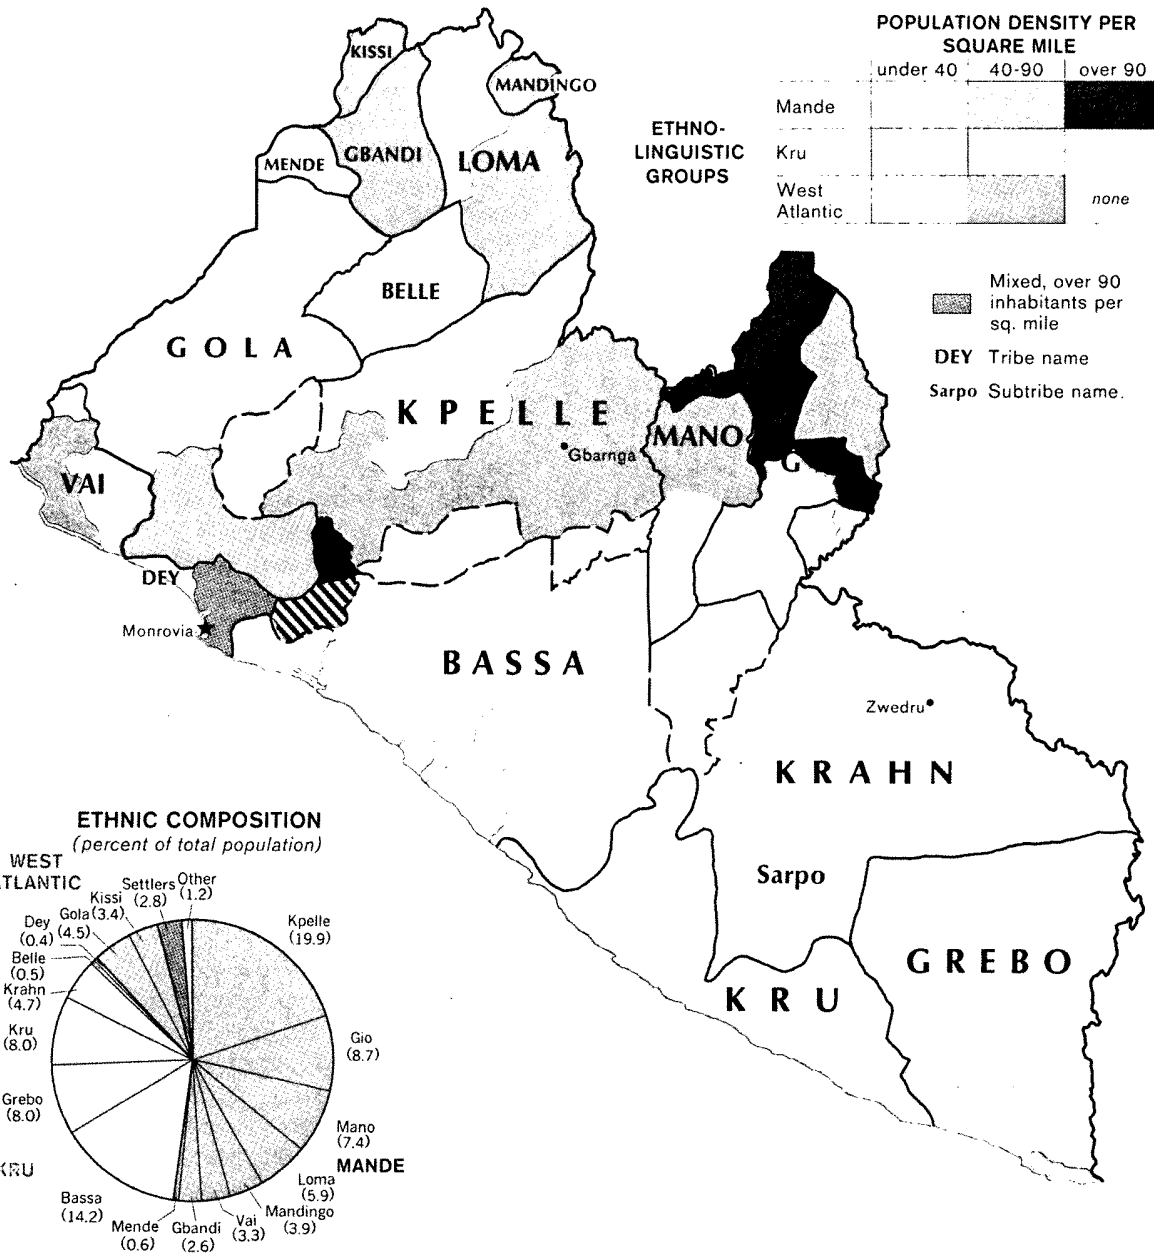 POPULATION DENSITY PER
SQUARE MILE
under 40 40-90 over 90
ETHNO-
LINGUISTIC
GROUPS
Mande
Kru
West
Atlantic
none
Mixed, over 90
inhabitants per
sq. mile
DEY Tribe name
Sarpo Subtribe name.
KISSI
MANDINGO
MENDE
GBANDI
LOMA
BELLE
GOLA
KPELLE
Gbarnga
MANO
G
VAI
DEY
Monrovia
BASSA
Zwedru
KRAHN
Sarpo
GREBO
KRU
ETHNIC COMPOSITION
(percent of total population)
WEST
ATLANTIC
Settlers
(2.8)
Other
(1.2)
Kissi
(3.4)
Gola
(4.5)
Dey
(0.4)
Belle
(0.5)
Krahn
(4.7)
Kru
(8.0)
Grebo
(8.0)
KRU
Bassa
(14.2)
Mende
(0.6)
Gbandi
(2.6)
Vai
(3.3)
Mandingo
(3.9)
Loma
(5.9)
MANDE
Mano
(7.4)
Gio
(8.7)
Kpelle
(19.9)